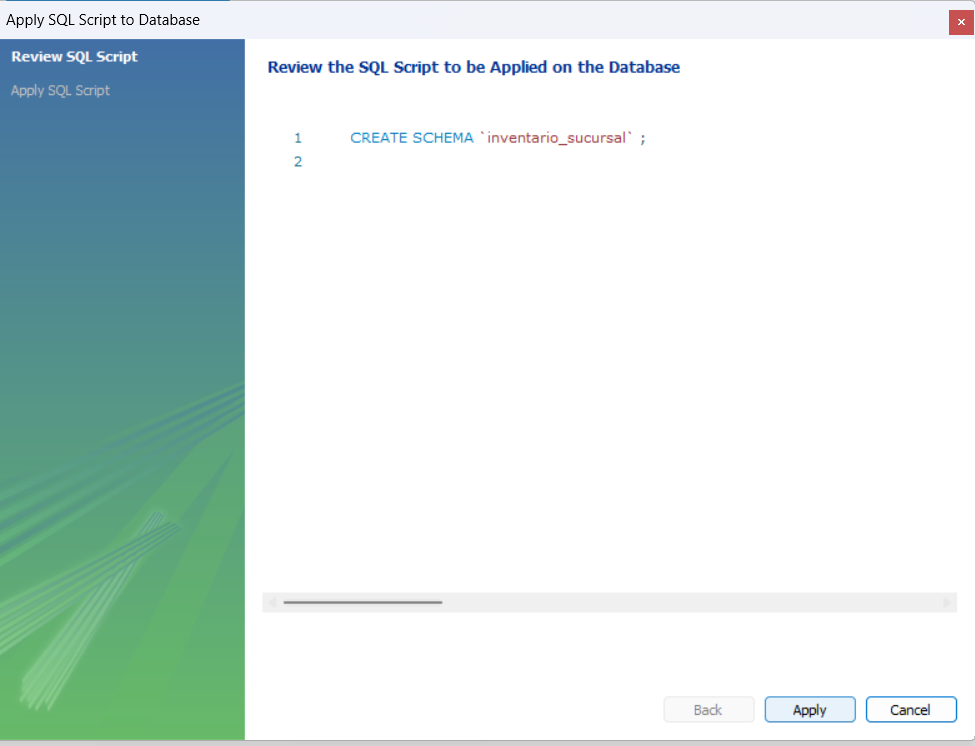 Apply SQL Script to Database
Review SQL Script
Apply SQL Script
Review the SQL Script to be Applied on the Database
1 CREATE SCHEMA `inventario_sucursal` ;
2
Back Apply Cancel